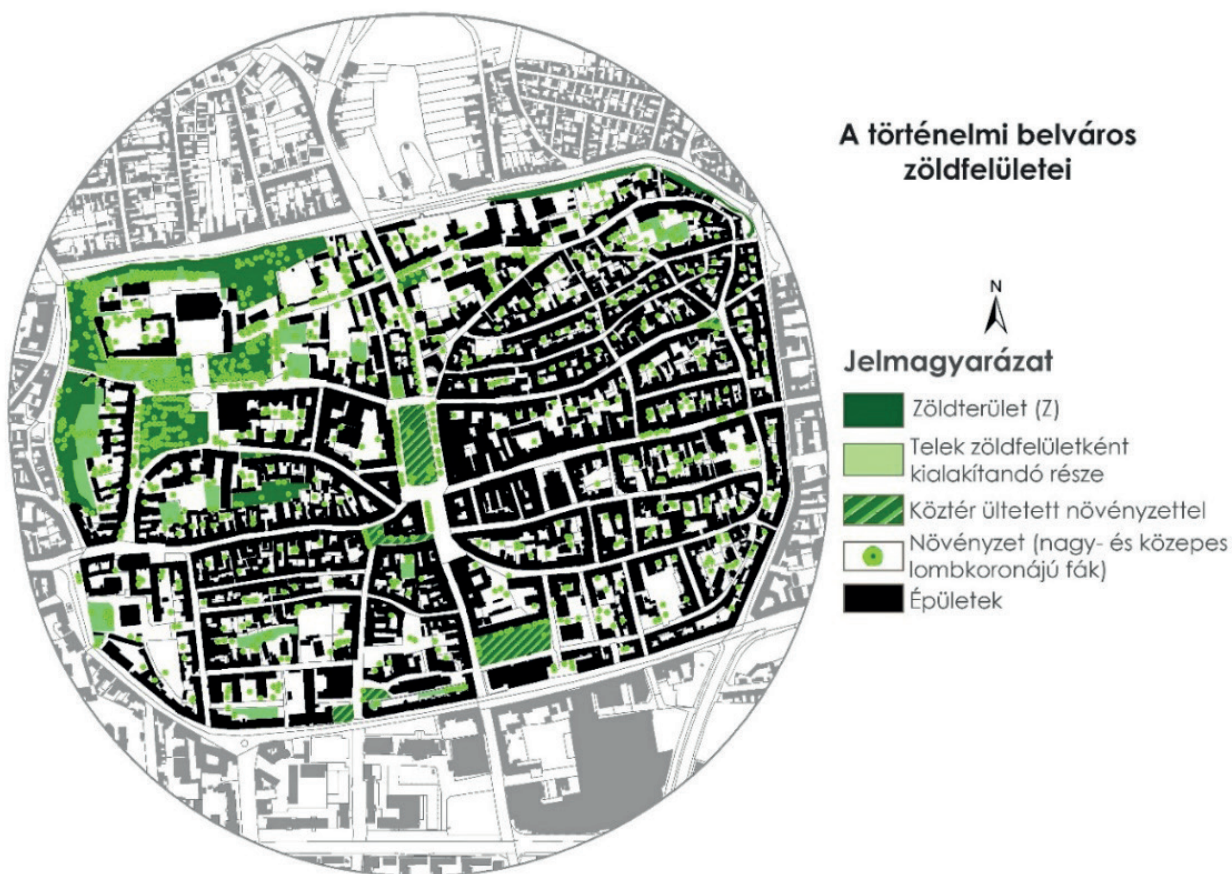 A történelmi belváros
zöldfelületei
N
Jelmagyarázat
Zöldterület (Z)
Telek zöldfelületként
kialakítandó része
Köztér ültetett növényzettel
Növényzet (nagy- és közepes
lombkoronájú fák)
Épületek